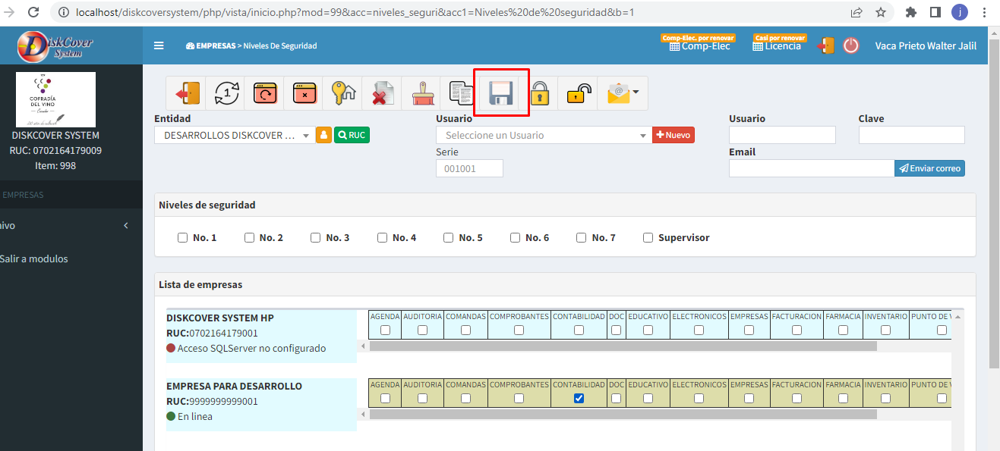 localhost/diskcoversystem/php/vista/inicio.php?mod=99&acc=niveles_seguri&acc1=Niveles%20de%20seguridad&b=1
j
DiskCover
System
EMPRESAS > Niveles De Seguridad
Comp-Elec. por renovar
Comp-Elec
Casi por renovar
Licencia
Vaca Prieto Walter Jalil
COFRADÍA
DEL VINO
Ecuador
DISKCOVER SYSTEM
RUC: 0702164179009
Item: 998
EMPRESAS
ivo
Salir a modulos
1
@
Entidad
DESARROLLOS DISKCOVER ...
RUC
Usuario
Seleccione un Usuario
Nuevo
Serie
001001
Usuario
Clave
Email
Enviar correo
Niveles de seguridad
No. 1 No. 2 No. 3 No. 4 No. 5 No. 6 No. 7 Supervisor
Lista de empresas
DISKCOVER SYSTEM HP
RUC:0702164179001
Acceso SQLServer no configurado
AGENDA AUDITORIA COMANDAS COMPROBANTES CONTABILIDAD DOC EDUCATIVO ELECTRONICOS EMPRESAS FACTURACION FARMACIA INVENTARIO PUNTO DE V
EMPRESA PARA DESARROLLO
RUC:9999999999001
En linea
AGENDA AUDITORIA COMANDAS COMPROBANTES CONTABILIDAD DOC EDUCATIVO ELECTRONICOS EMPRESAS FACTURACION FARMACIA INVENTARIO PUNTO DE V